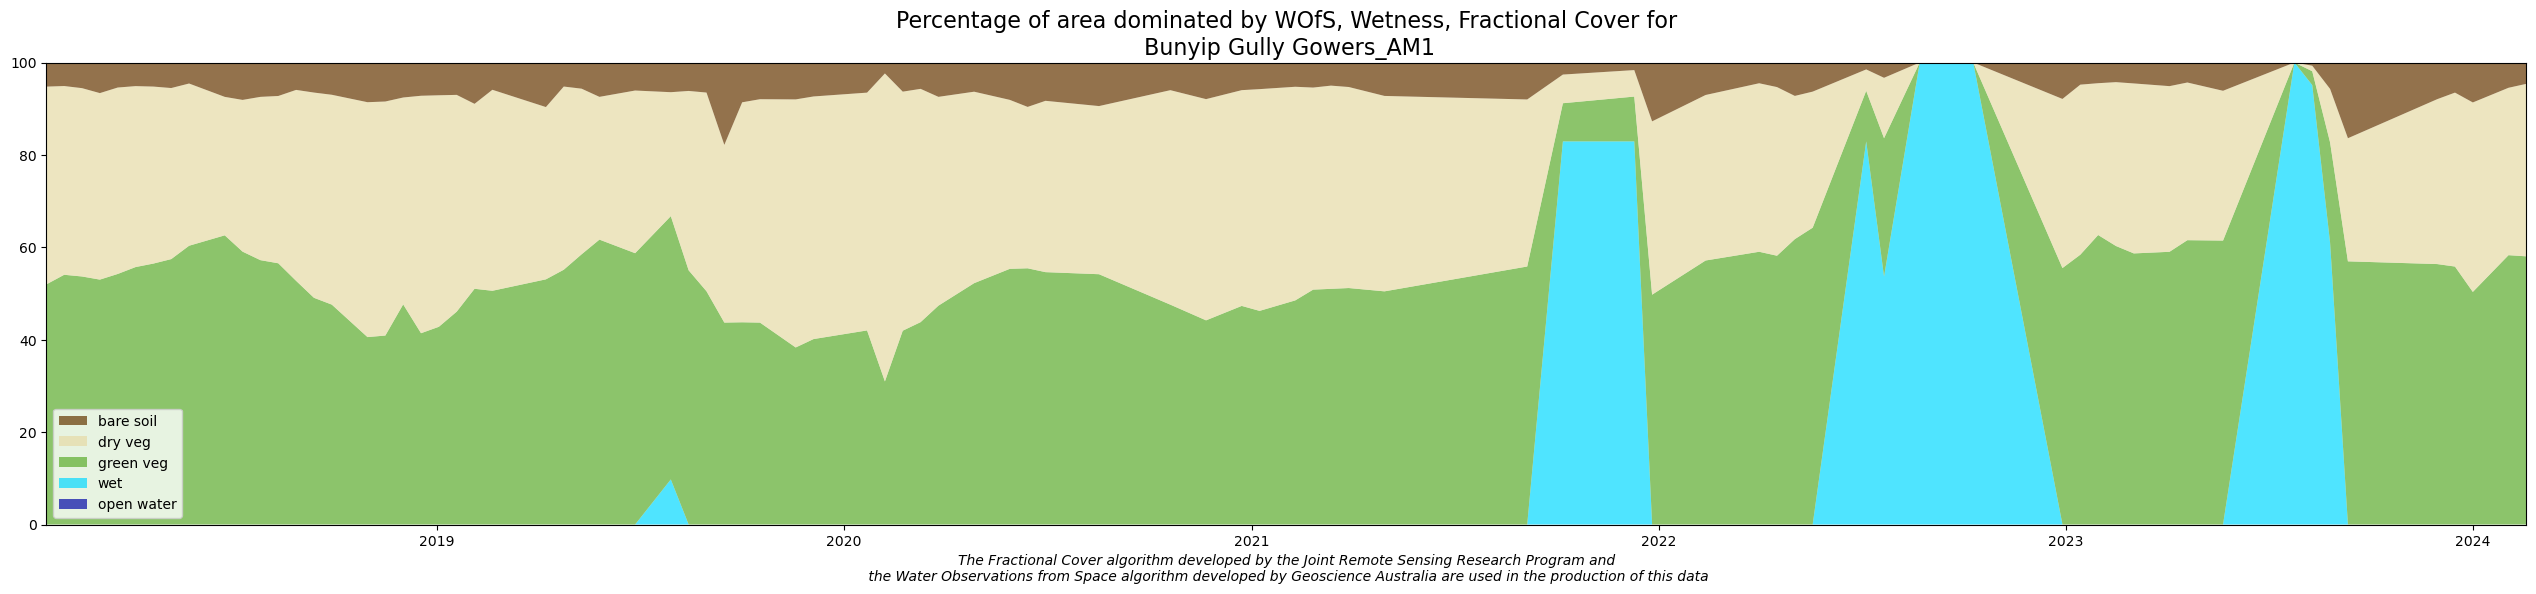 Percentage of area dominated by WOfS, Wetness, Fractional Cover for
Bunyip Gully Gowers_AM1
100
80
60
40
20
0
bare soil
dry veg
green veg
wet
open water
2019
2020
2021
2022
2023
2024
The Fractional Cover algorithm developed by the Joint Remote Sensing Research Program and
the Water Observations from Space algorithm developed by Geoscience Australia are used in the production of this data